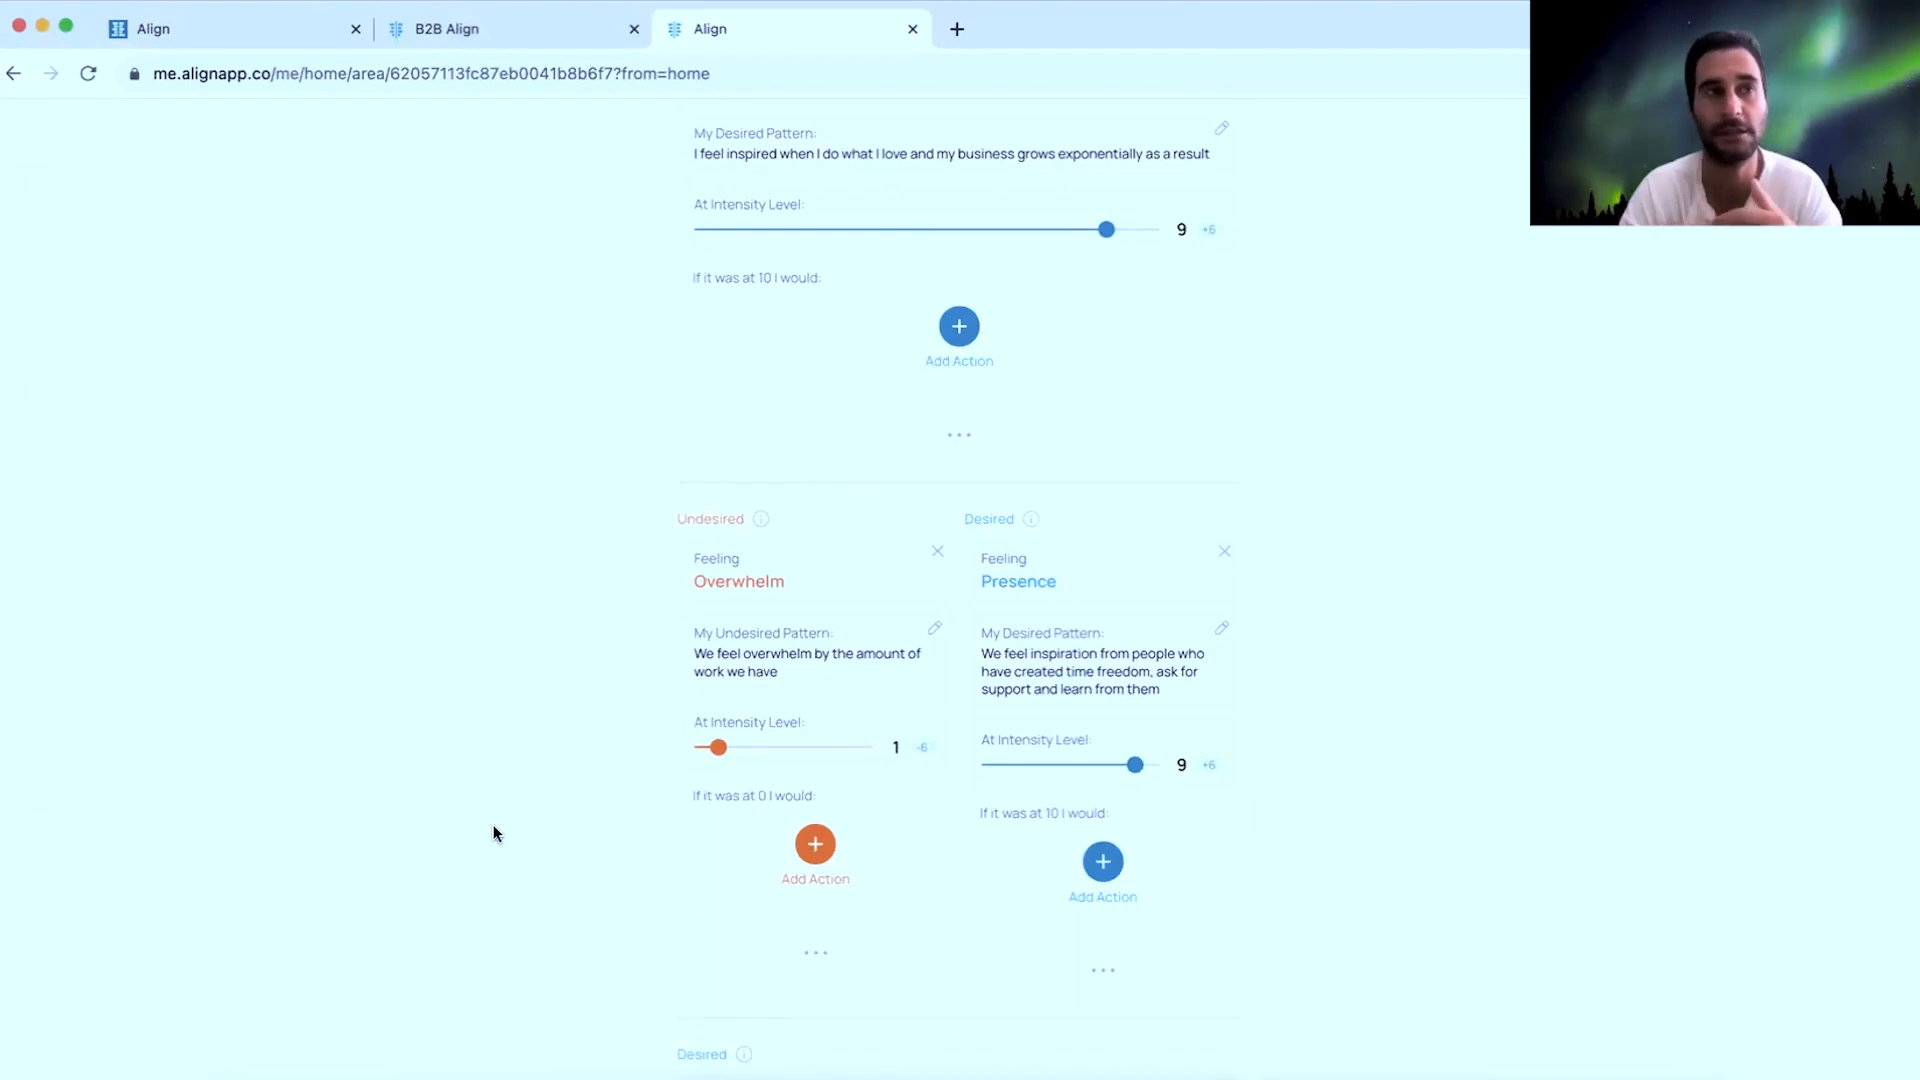 Align
B2B Align
Align
me.alignapp.co/me/home/area/62057113fc87eb0041b8b6f7?from=home
My Desired Pattern:
I feel inspired when I do what I love and my business grows exponentially as a result
At Intensity Level:
9 +6
If it was at 10 I would:
Add Action
Undesired
Feeling
Overwhelm
My Undesired Pattern:
We feel overwhelm by the amount of
work we have
At Intensity Level:
1 -6
If it was at 0 I would:
Add Action
Desired
Feeling
Presence
My Desired Pattern:
We feel inspiration from people who
have created time freedom, ask for
support and learn from them
At Intensity Level:
9 +6
If it was at 10 I would:
Add Action
Desired